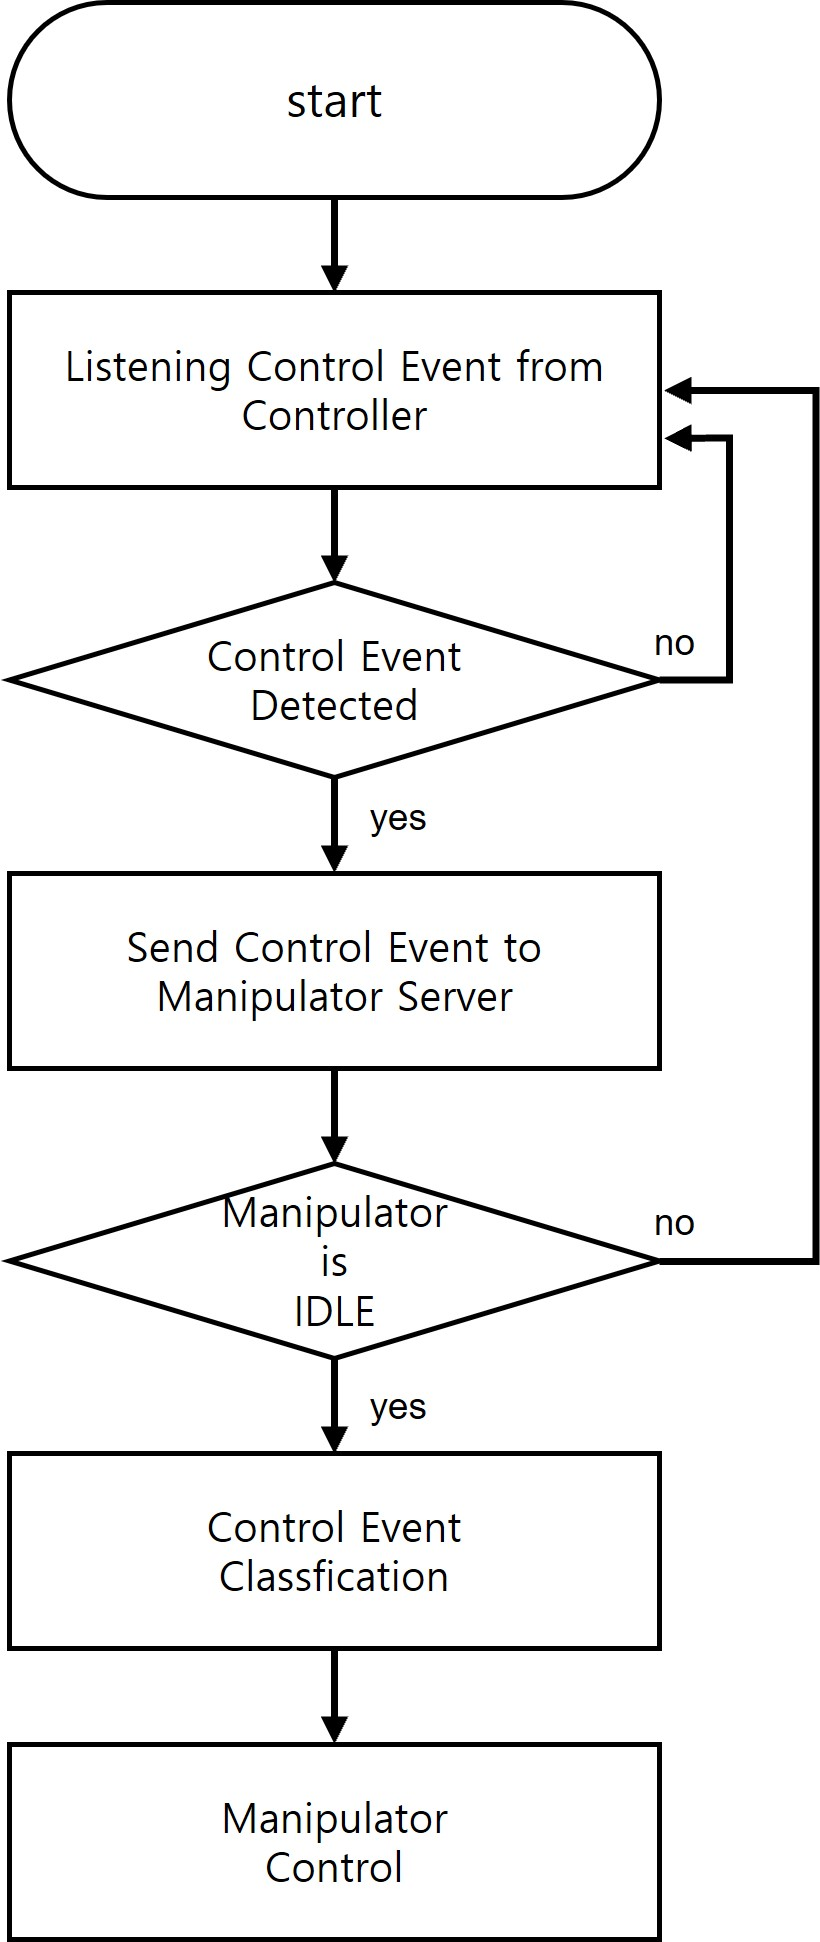 start
Listening Control Event from
Controller
Control Event
Detected
no
yes
Send Control Event to
Manipulator Server
Manipulator
is
IDLE
no
yes
Control Event
Classfication
Manipulator
Control